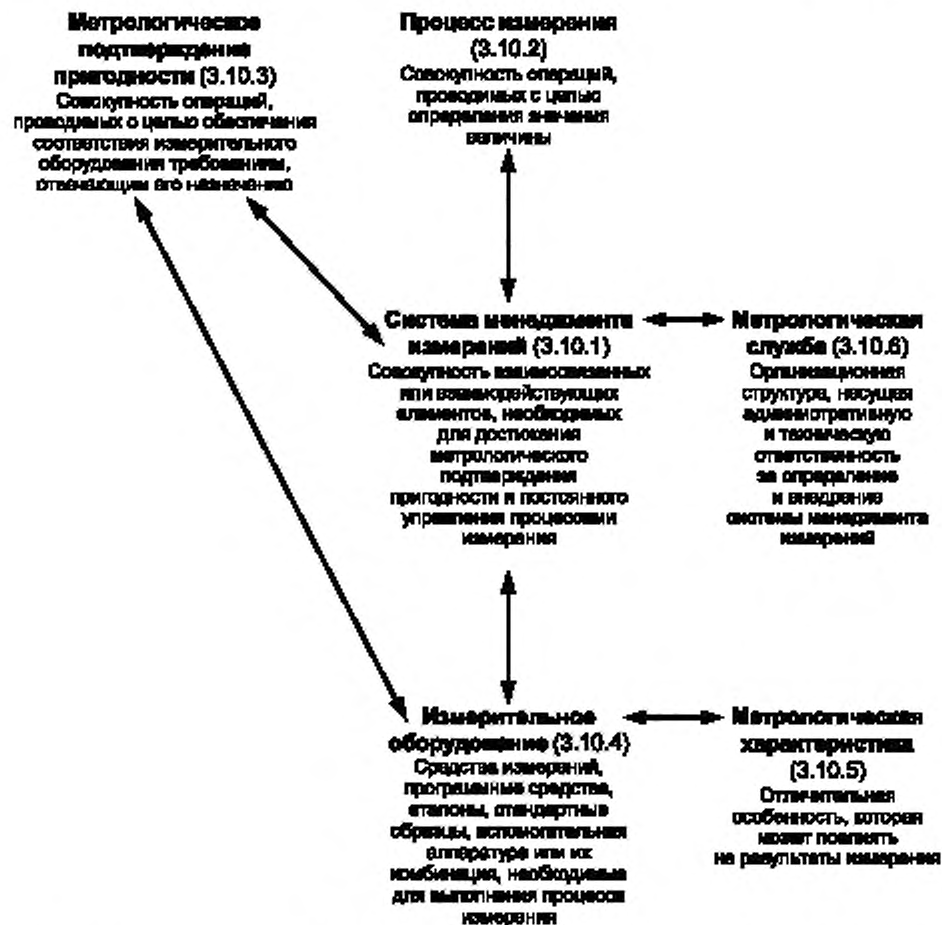 Метрологическое
подтверждение
пригодности (3.10.3)
Совокупность операций,
проводимых с целью обеспечения
соответствия измерительного
оборудования требованиям,
отвечающим его назначению
Процесс измерения
(3.10.2)
Совокупность операций,
проводимых с целью
определения значения
величины
Система менеджмента
измерений (3.10.1)
Совокупность взаимосвязанных
или взаимодействующих
элементов, необходимых
для достижения
метрологического
подтверждения
пригодности и постоянного
управления процессами
измерения
Метрологическая
служба (3.10.6)
Организационная
структура, несущая
административную
и техническую
ответственность
за определение
и внедрение
системы менеджмента
измерений
Измерительное
оборудование (3.10.4)
Средства измерений,
программные средства,
эталоны, стандартные
образцы, вспомогательная
аппаратура или их
комбинация, необходимые
для выполнения процесса
измерения
Метрологическая
характеристика
(3.10.5)
Отличительная
особенность, которая
может повлиять
на результаты измерения